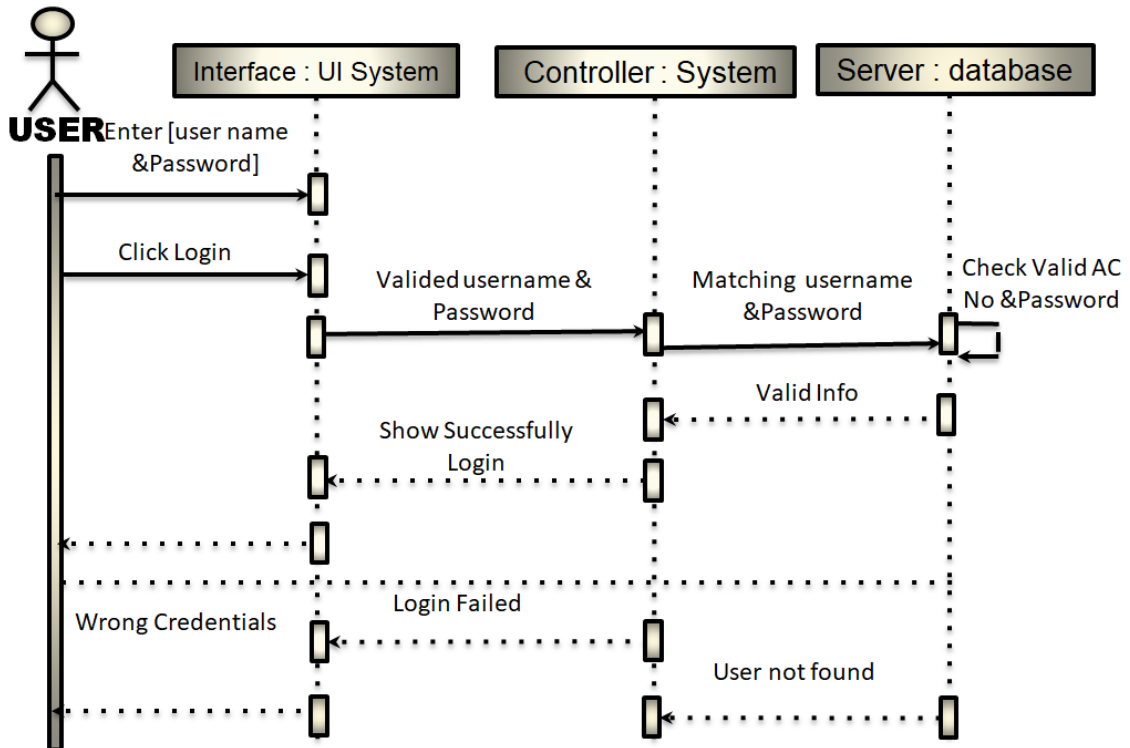 Interface : UI System
Controller : System
Server : database
USER
Enter [user name
&Password]
Click Login
Valided username &
Password
Matching username
&Password
Check Valid AC
No &Password
Valid Info
Show Successfully
Login
Login Failed
Wrong Credentials
User not found